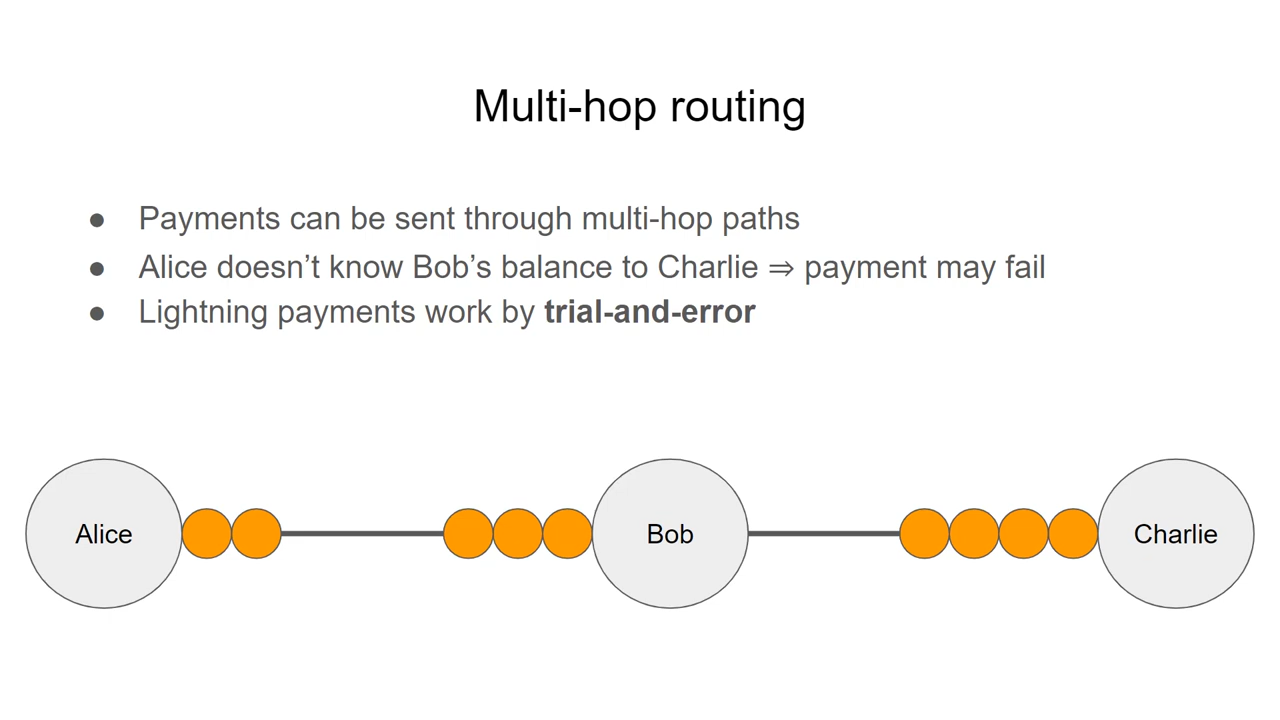 Multi-hop routing
● Payments can be sent through multi-hop paths
● Alice doesn’t know Bob’s balance to Charlie ⇒ payment may fail
● Lightning payments work by trial-and-error
Alice
Bob
Charlie